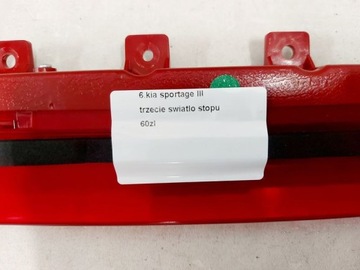 6.kia sportage III
trzecie swiatlo stopu
60zl